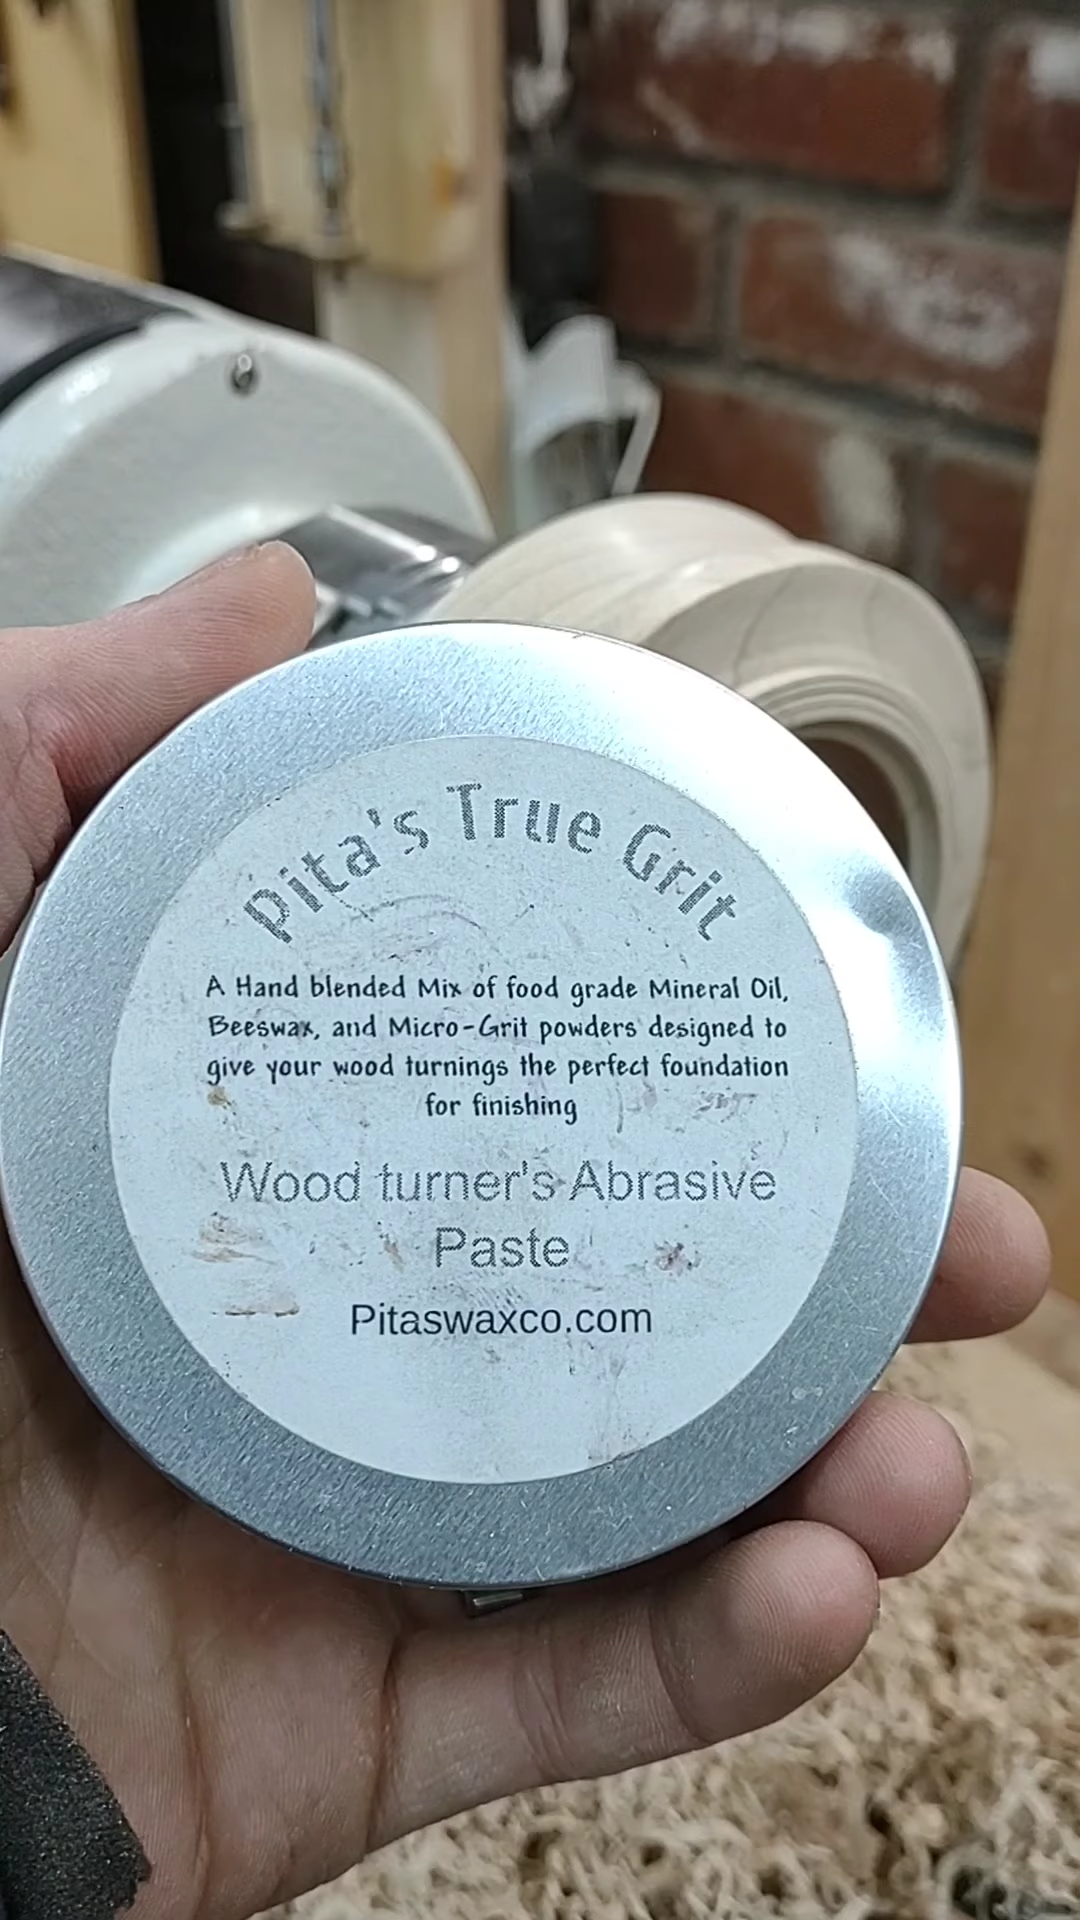 Pita's True Grit
A Hand blended Mix of food grade Mineral Oil,
Beeswax, and Micro-Grit powders designed to
give your wood turnings the perfect foundation
for finishing
Wood turner's Abrasive
Paste
Pitaswaxco.com